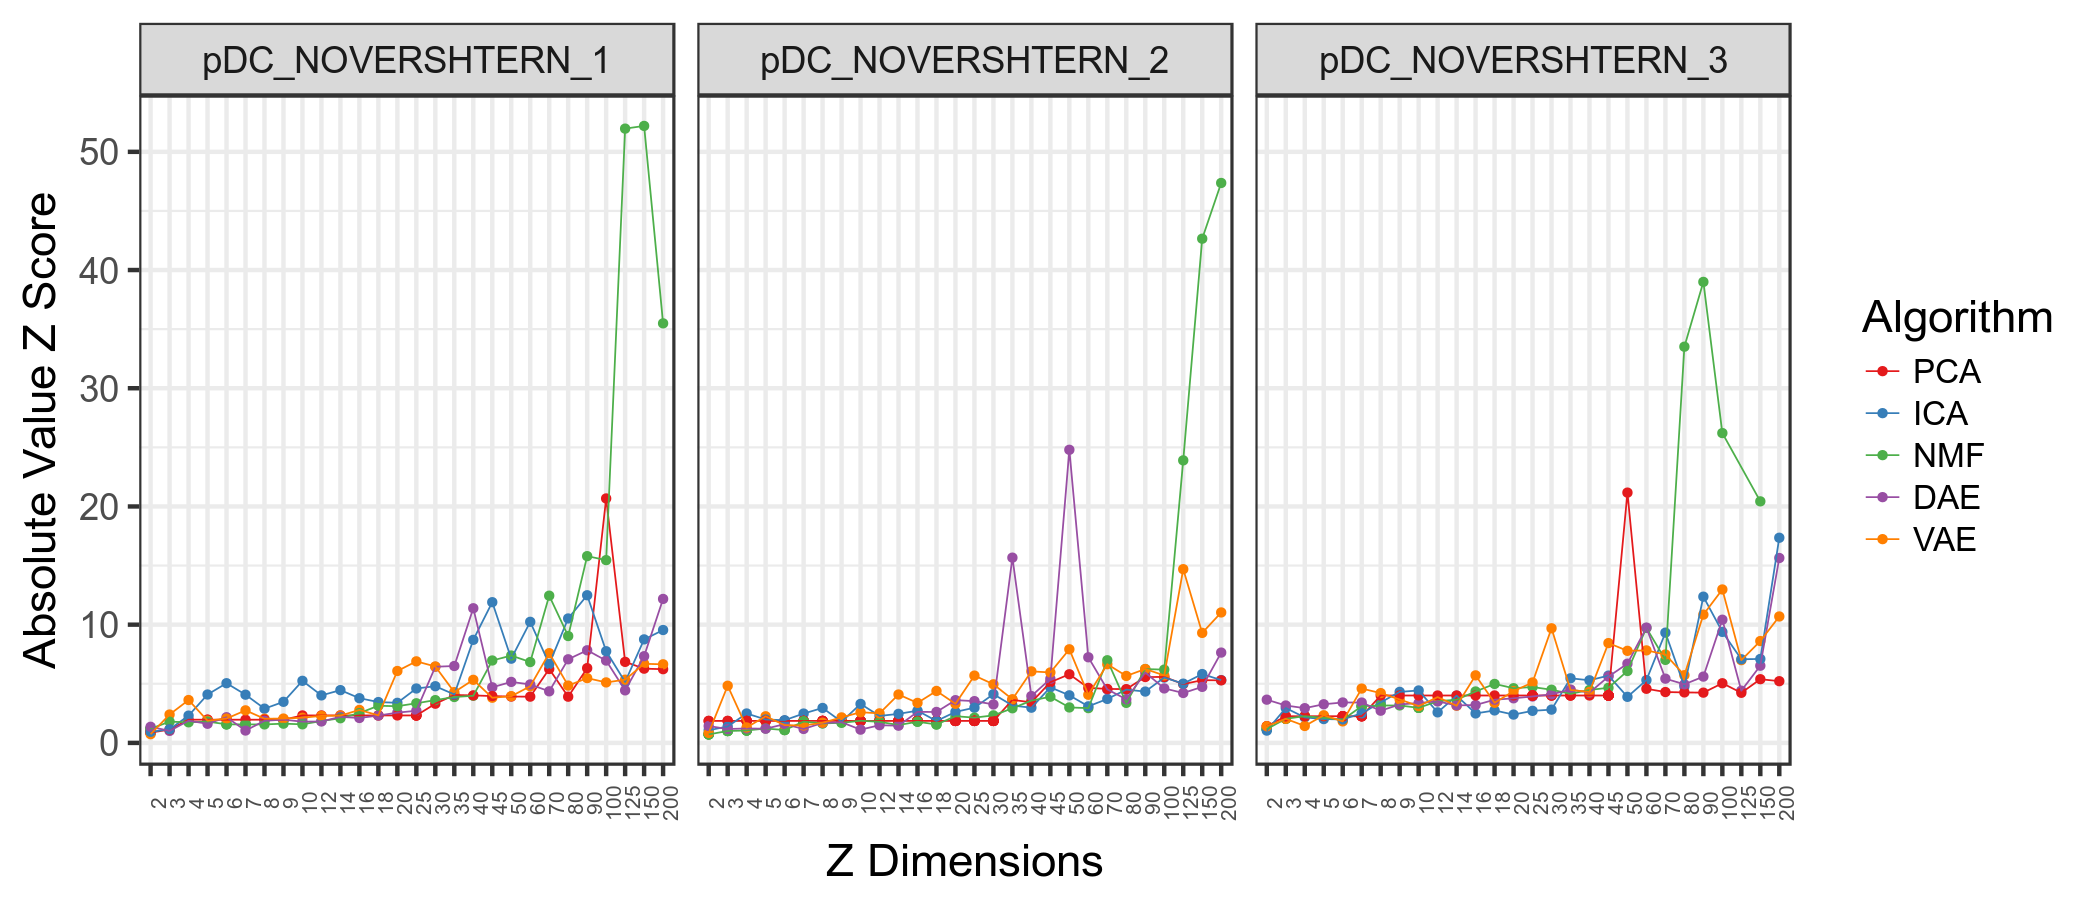 pDC_NOVERSHTERN_1 pDC_NOVERSHTERN_2 pDC_NOVERSHTERN_3
Absolute Value Z Score
50
40
30
20
10
0
2 3 4 5 6 7 8 9 10 12 14 16 18 20 25 30 35 40 45 50 60 70 80 90 100 125 150 200
2 3 4 5 6 7 8 9 10 12 14 16 18 20 25 30 35 40 45 50 60 70 80 90 100 125 150 200
2 3 4 5 6 7 8 9 10 12 14 16 18 20 25 30 35 40 45 50 60 70 80 90 100 125 150 200
Z Dimensions
Algorithm
PCA
ICA
NMF
DAE
VAE